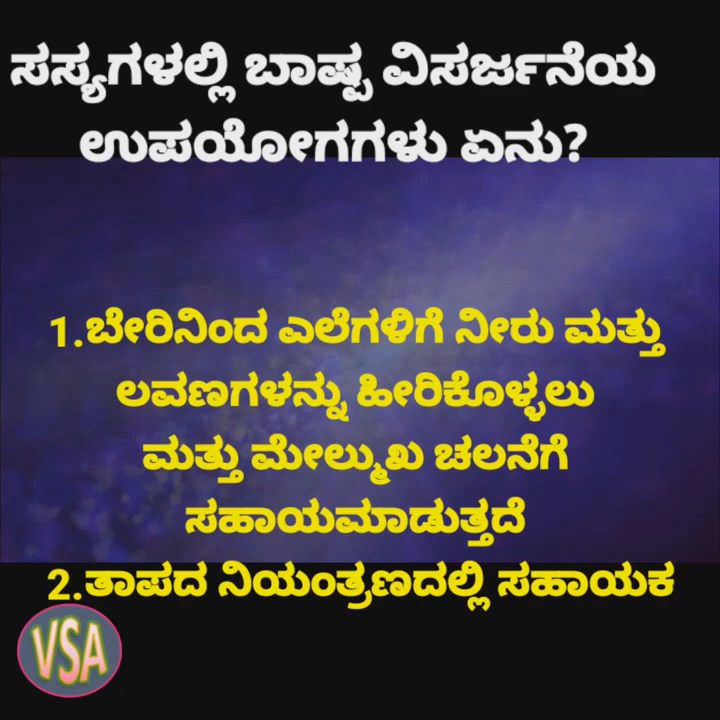 ಸಸ್ಯಗಳಲ್ಲಿ ಬಾಷ್ಪ ವಿಸರ್ಜನೆಯ
ಉಪಯೋಗಗಳು ಏನು?
1.ಬೇರಿನಿಂದ ಎಲೆಗಳಿಗೆ ನೀರು ಮತ್ತು
ಲವಣಗಳನ್ನು ಹೀರಿಕೊಳ್ಳಲು
ಮತ್ತು ಮೇಲ್ಮುಖ ಚಲನೆಗೆ
ಸಹಾಯಮಾಡುತ್ತದೆ
2.ತಾಪದ ನಿಯಂತ್ರಣದಲ್ಲಿ ಸಹಾಯಕ
VSA